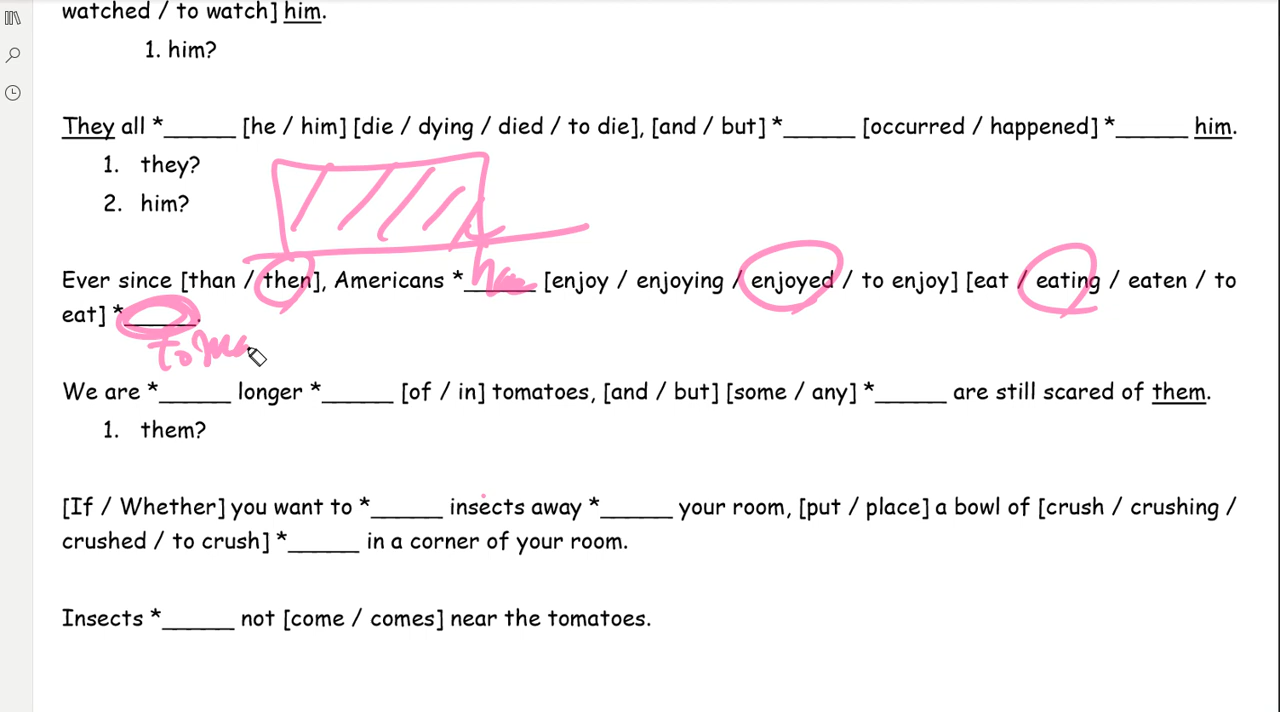 watched / to watch] him.
1. him?
They all *______ [he / him] [die / dying / died / to die], [and / but] *______ [occurred / happened] *______ him.
1. they?
2. him?
Ever since [than / then], Americans *______ [enjoy / enjoying / enjoyed / to enjoy] [eat / eating / eaten / to
eat] *______.
We are *______ longer *______ [of / in] tomatoes, [and / but] [some / any] *______ are still scared of them.
1. them?
[If / Whether] you want to *______ insects away *______ your room, [put / place] a bowl of [crush / crushing /
crushed / to crush] *______ in a corner of your room.
Insects *______ not [come / comes] near the tomatoes.